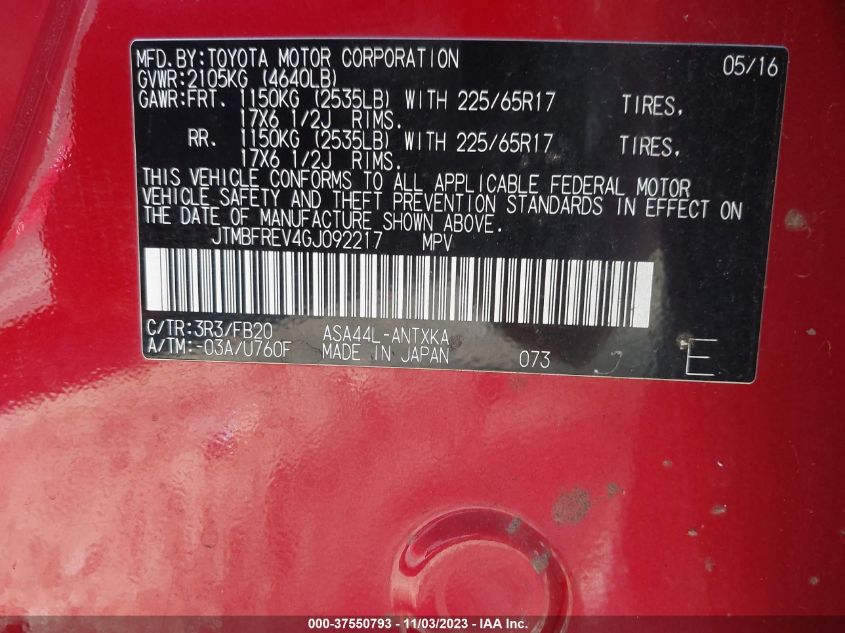 MFD.BY:TOYOTA MOTOR CORPORATION 05/16
GVWR:2105KG (4640LB)
GAWR:FRT. 1150KG (2535LB) WITH 225/65R17 TIRES,
17X6 1/2J RIMS.
RR. 1150KG (2535LB) WITH 225/65R17 TIRES,
17X6 1/2J RIMS.
THIS VEHICLE CONFORMS TO ALL APPLICABLE FEDERAL MOTOR
VEHICLE SAFETY AND THEFT PREVENTION STANDARDS IN EFFECT ON
THE DATE OF MANUFACTURE SHOWN ABOVE.
JTMBFREV4GJ092217 MPV
C/TR:3R3/FB20 ASA44L-ANTXKA
A/TM:-03A/U760F MADE IN JAPAN 073 E
000-37550793 - 11/03/2023 - © IAA Inc.